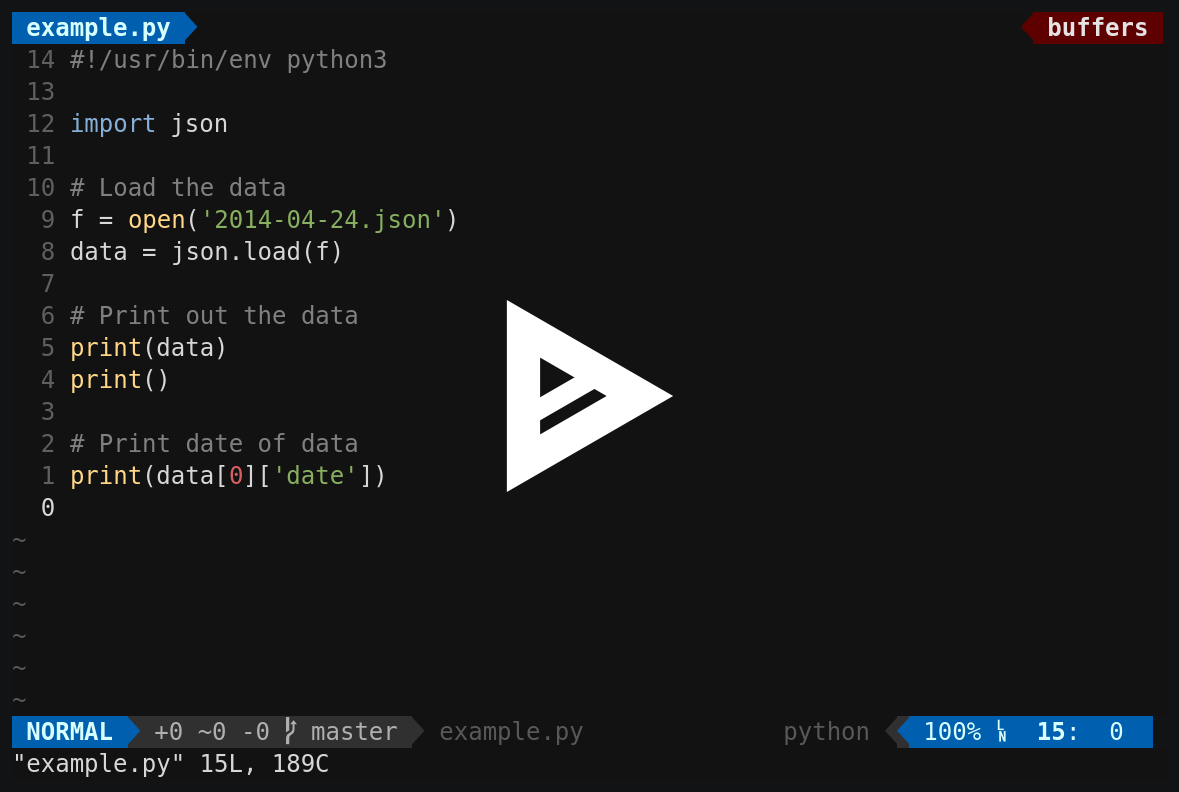 example.py buffers
14 #!/usr/bin/env python3
13
12 import json
11
10 # Load the data
9 f = open('2014-04-24.json')
8 data = json.load(f)
7
6 # Print out the data
5 print(data)
4 print()
3
2 # Print date of data
1 print(data[0]['date'])
0
~
~
~
~
~
~
NORMAL +0 ~0 -0  master example.py python 100%  15: 0
"example.py" 15L, 189C